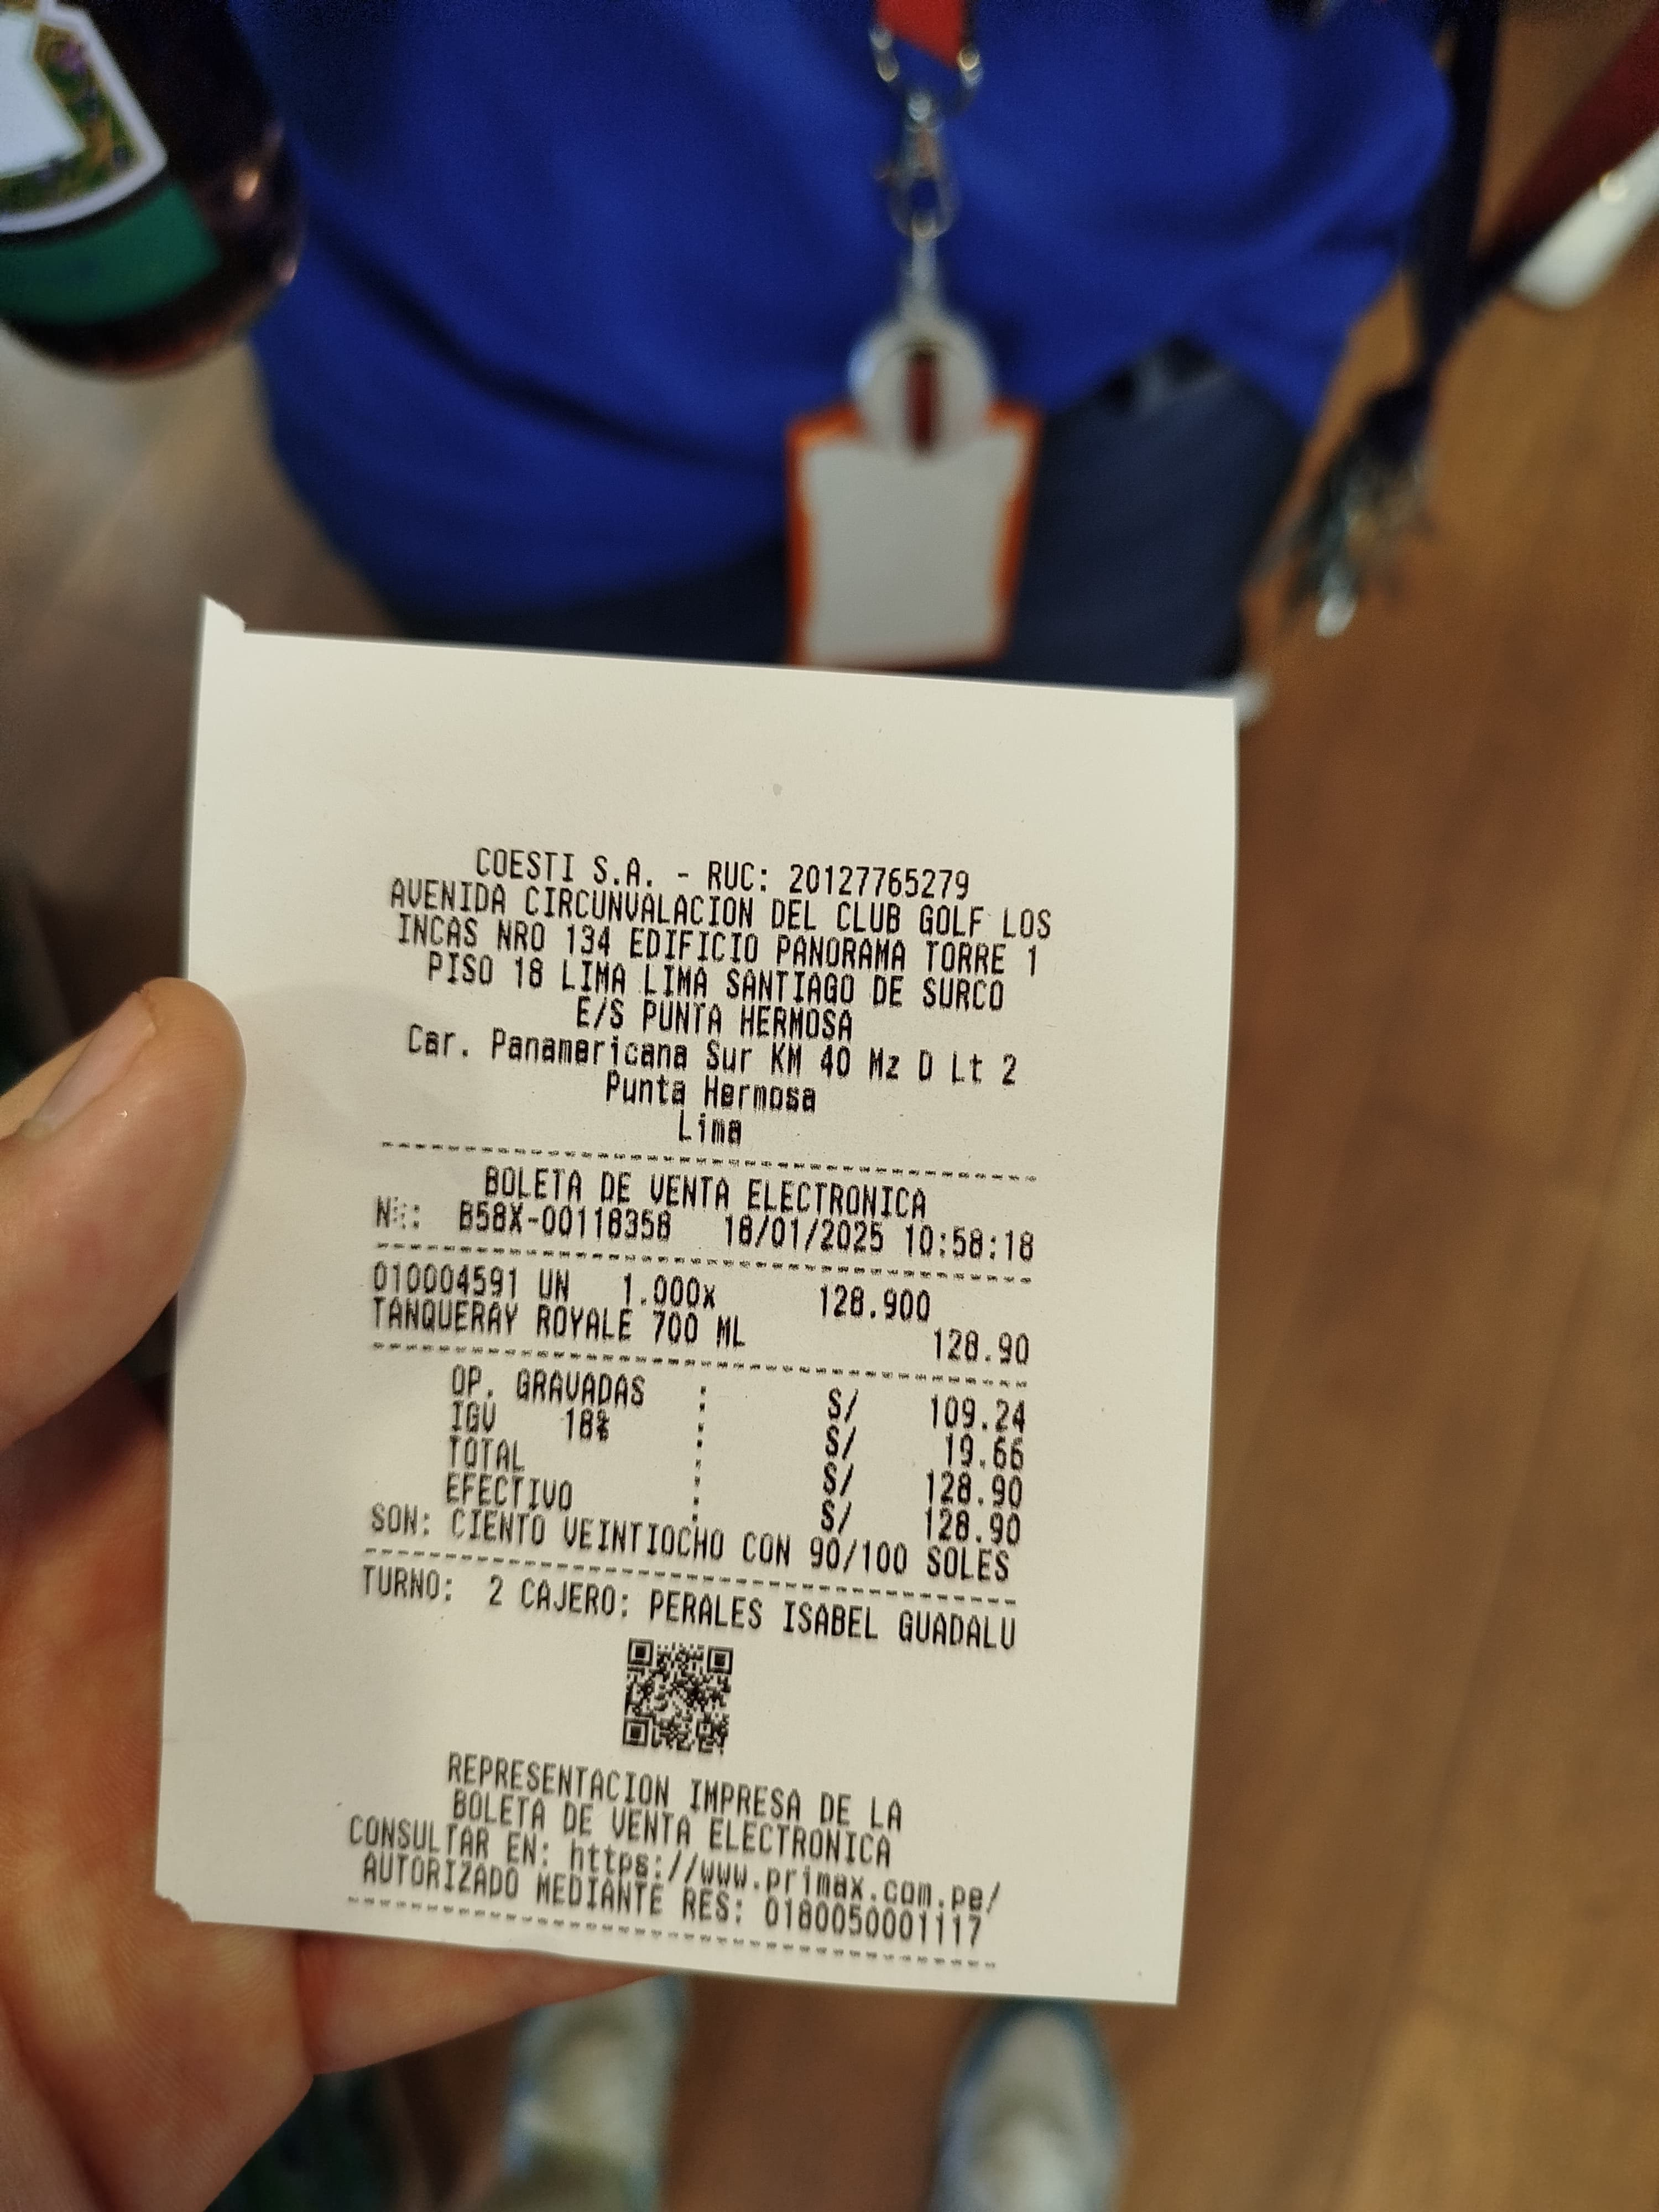 COESTI S.A. - RUC: 20127765279
AVENIDA CIRCUNVALACION DEL CLUB GOLF LOS
INCAS NRO 134 EDIFICIO PANORAMA TORRE 1
PISO 18 LIMA LIMA SANTIAGO DE SURCO
E/S PUNTA HERMOSA
Car. Panamericana Sur KM 40 Mz D Lt 2
Punta Hermosa
Lima
BOLETA DE VENTA ELECTRONICA
B58X-00118358 18/01/2025 10:58:18
010004591 UN 1.000x 128.900
TANQUERAY ROYALE 700 ML 128.90
OP. GRAVADAS : S/ 109.24
IGV 18% : S/ 19.66
TOTAL : S/ 128.90
EFECTIVO : S/ 128.90
SON: CIENTO VEINTIOCHO CON 90/100 SOLES
TURNO: 2 CAJERO: PERALES ISABEL GUADALU
REPRESENTACION IMPRESA DE LA
BOLETA DE VENTA ELECTRONICA
CONSULTAR EN: https://www.primax.com.pe/
AUTORIZADO MEDIANTE RES: 0180050001117